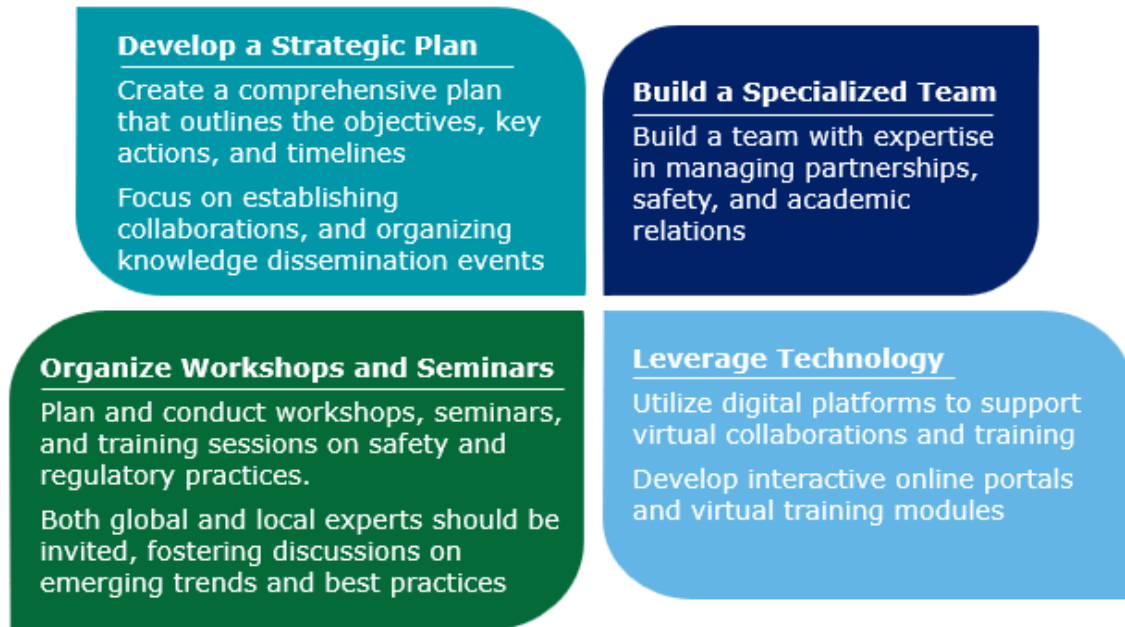 Develop a Strategic Plan
Create a comprehensive plan
that outlines the objectives, key
actions, and timelines
Focus on establishing
collaborations, and organizing
knowledge dissemination events
Build a Specialized Team
Build a team with expertise
in managing partnerships,
safety, and academic
relations
Organize Workshops and Seminars
Plan and conduct workshops, seminars,
and training sessions on safety and
regulatory practices.
Both global and local experts should be
invited, fostering discussions on
emerging trends and best practices
Leverage Technology
Utilize digital platforms to support
virtual collaborations and training
Develop interactive online portals
and virtual training modules